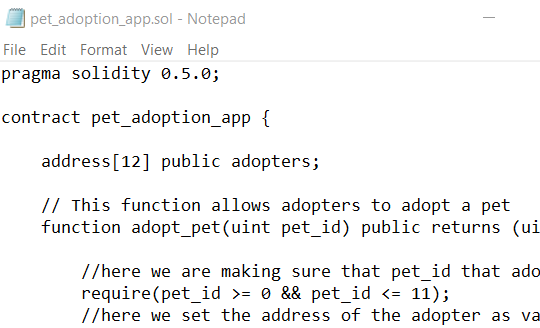 pet_adoption_app.sol - Notepad
File Edit Format View Help
pragma solidity 0.5.0;
contract pet_adoption_app {
address[12] public adopters;
// This function allows adopters to adopt a pet
function adopt_pet(uint pet_id) public returns (ui
//here we are making sure that pet_id that ado
require(pet_id >= 0 && pet_id <= 11);
//here we set the address of the adopter as va